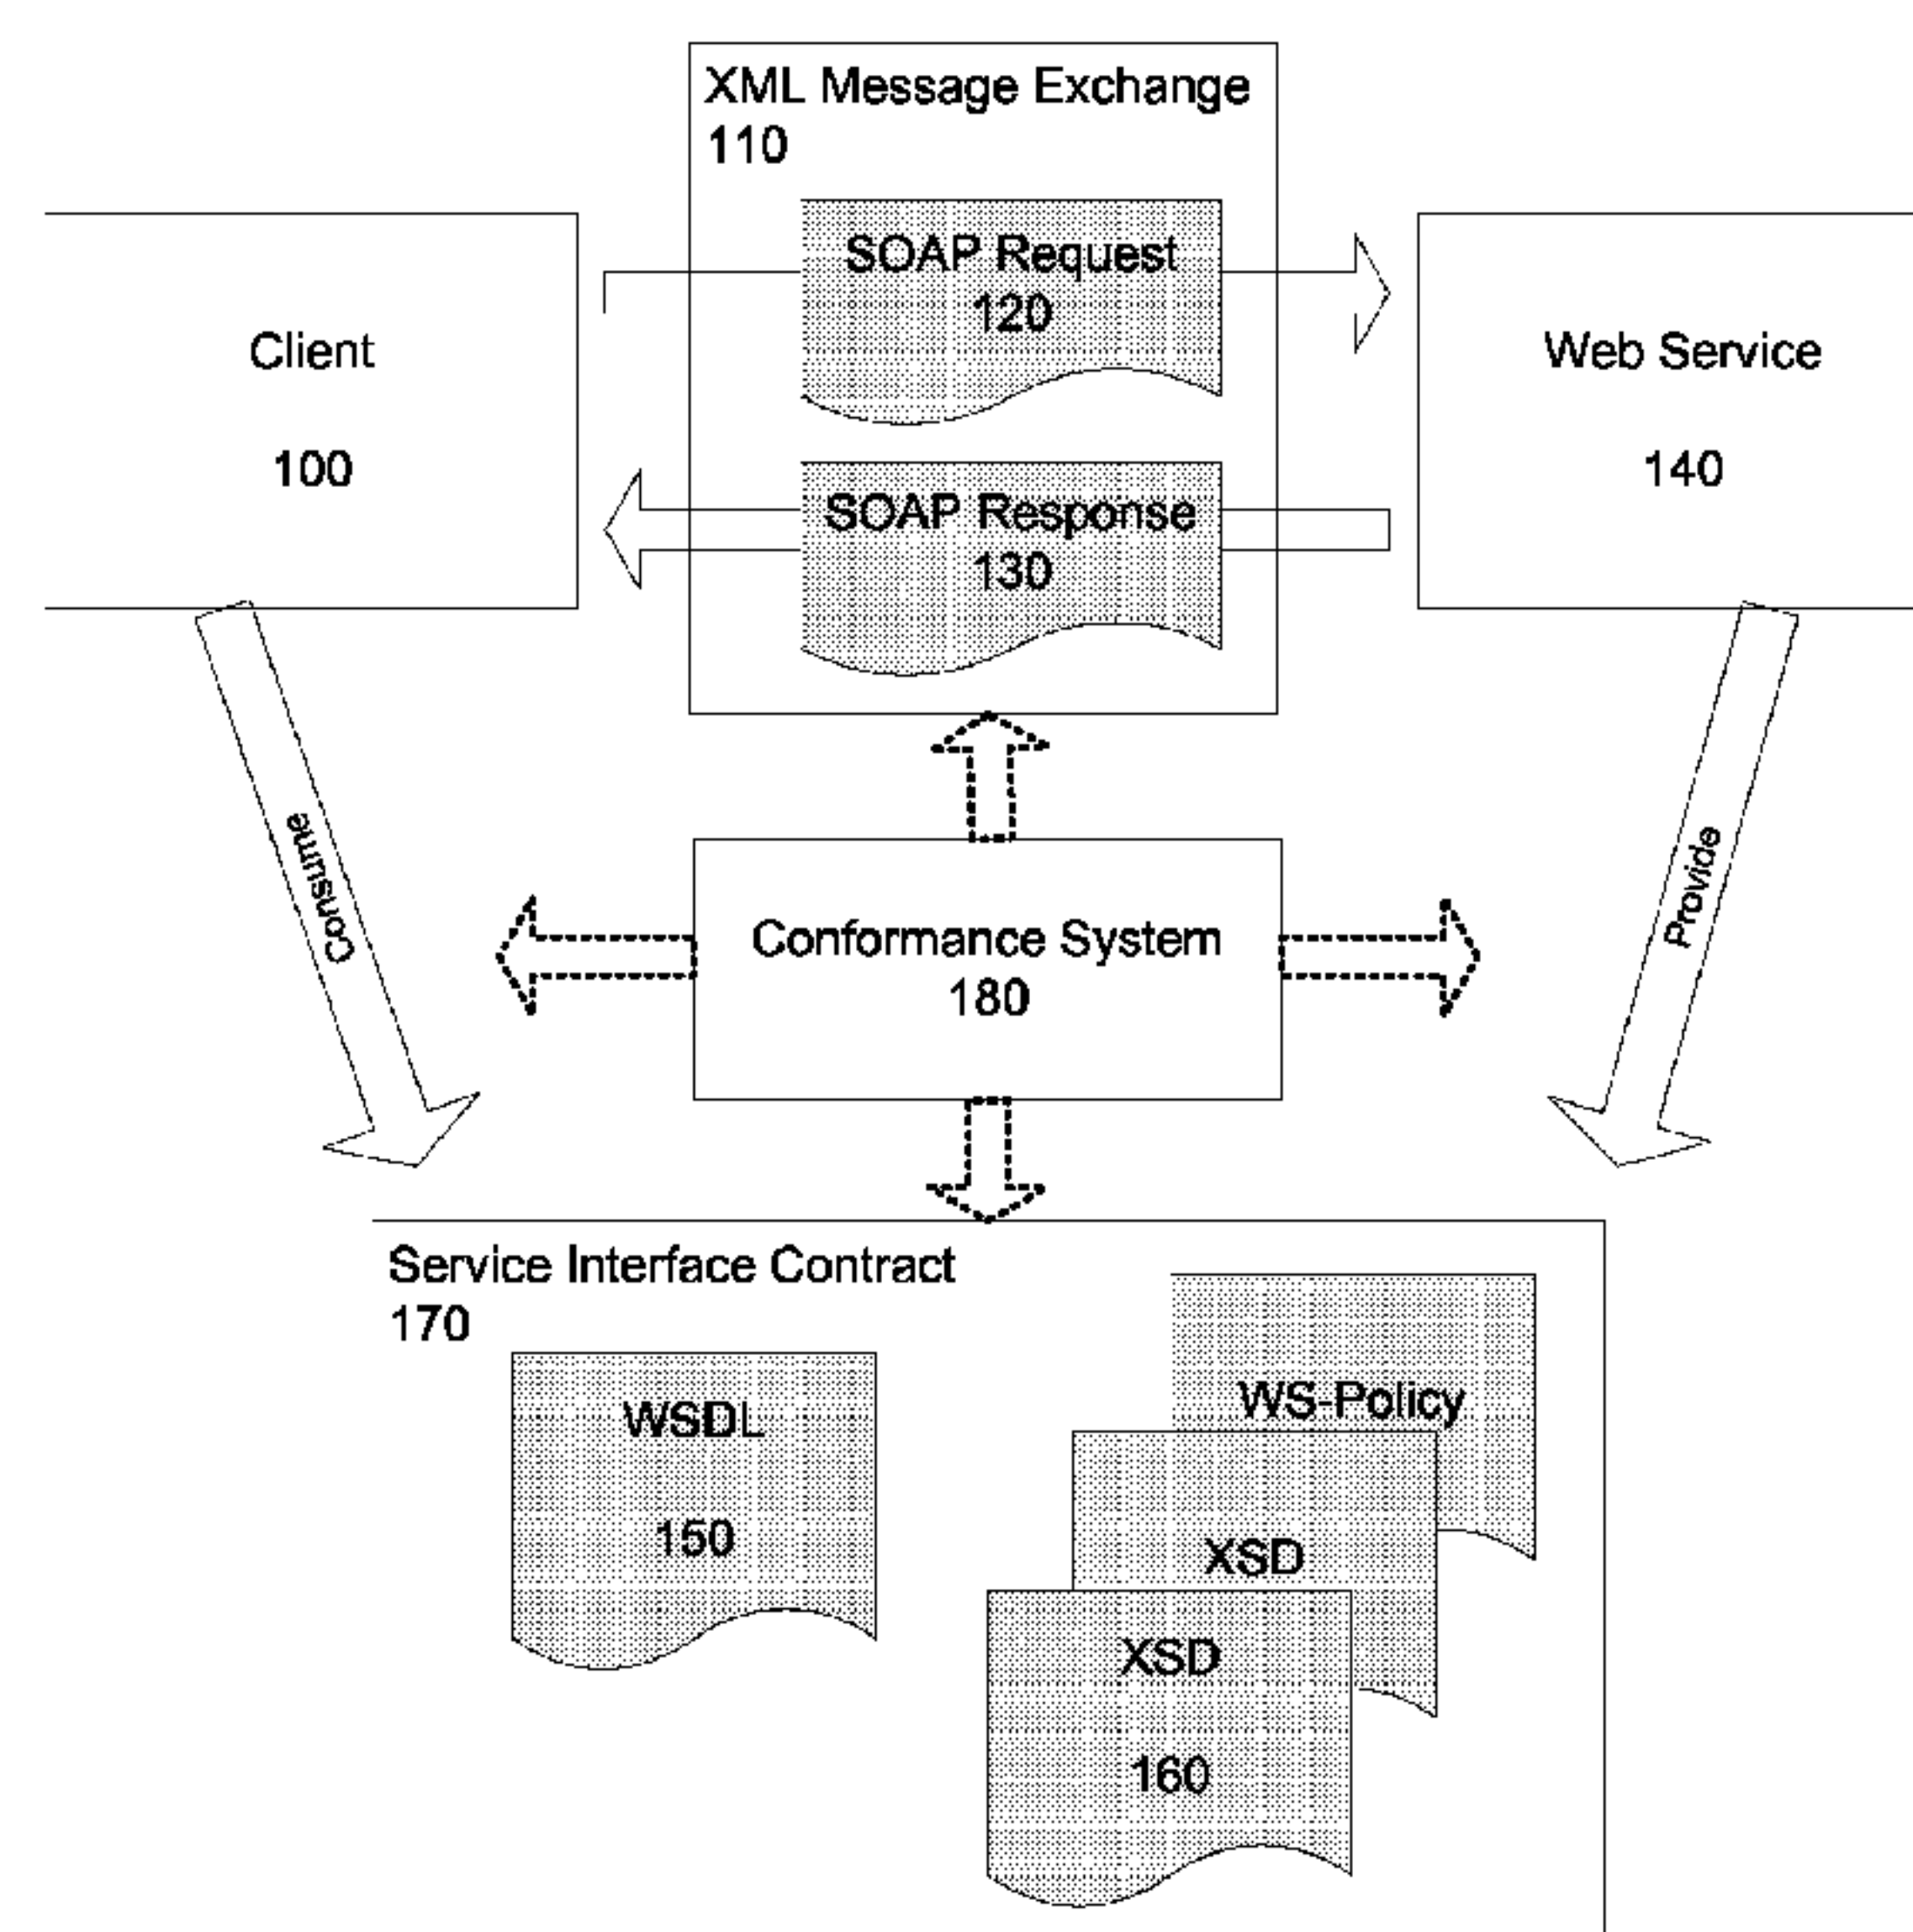 XML Message Exchange
110
SOAP Request
120
Client
100
Web Service
140
SOAP Response
130
Consume
Provide
Conformance System
180
Service Interface Contract
170
WSDL
150
WS-Policy
XSD
XSD
160